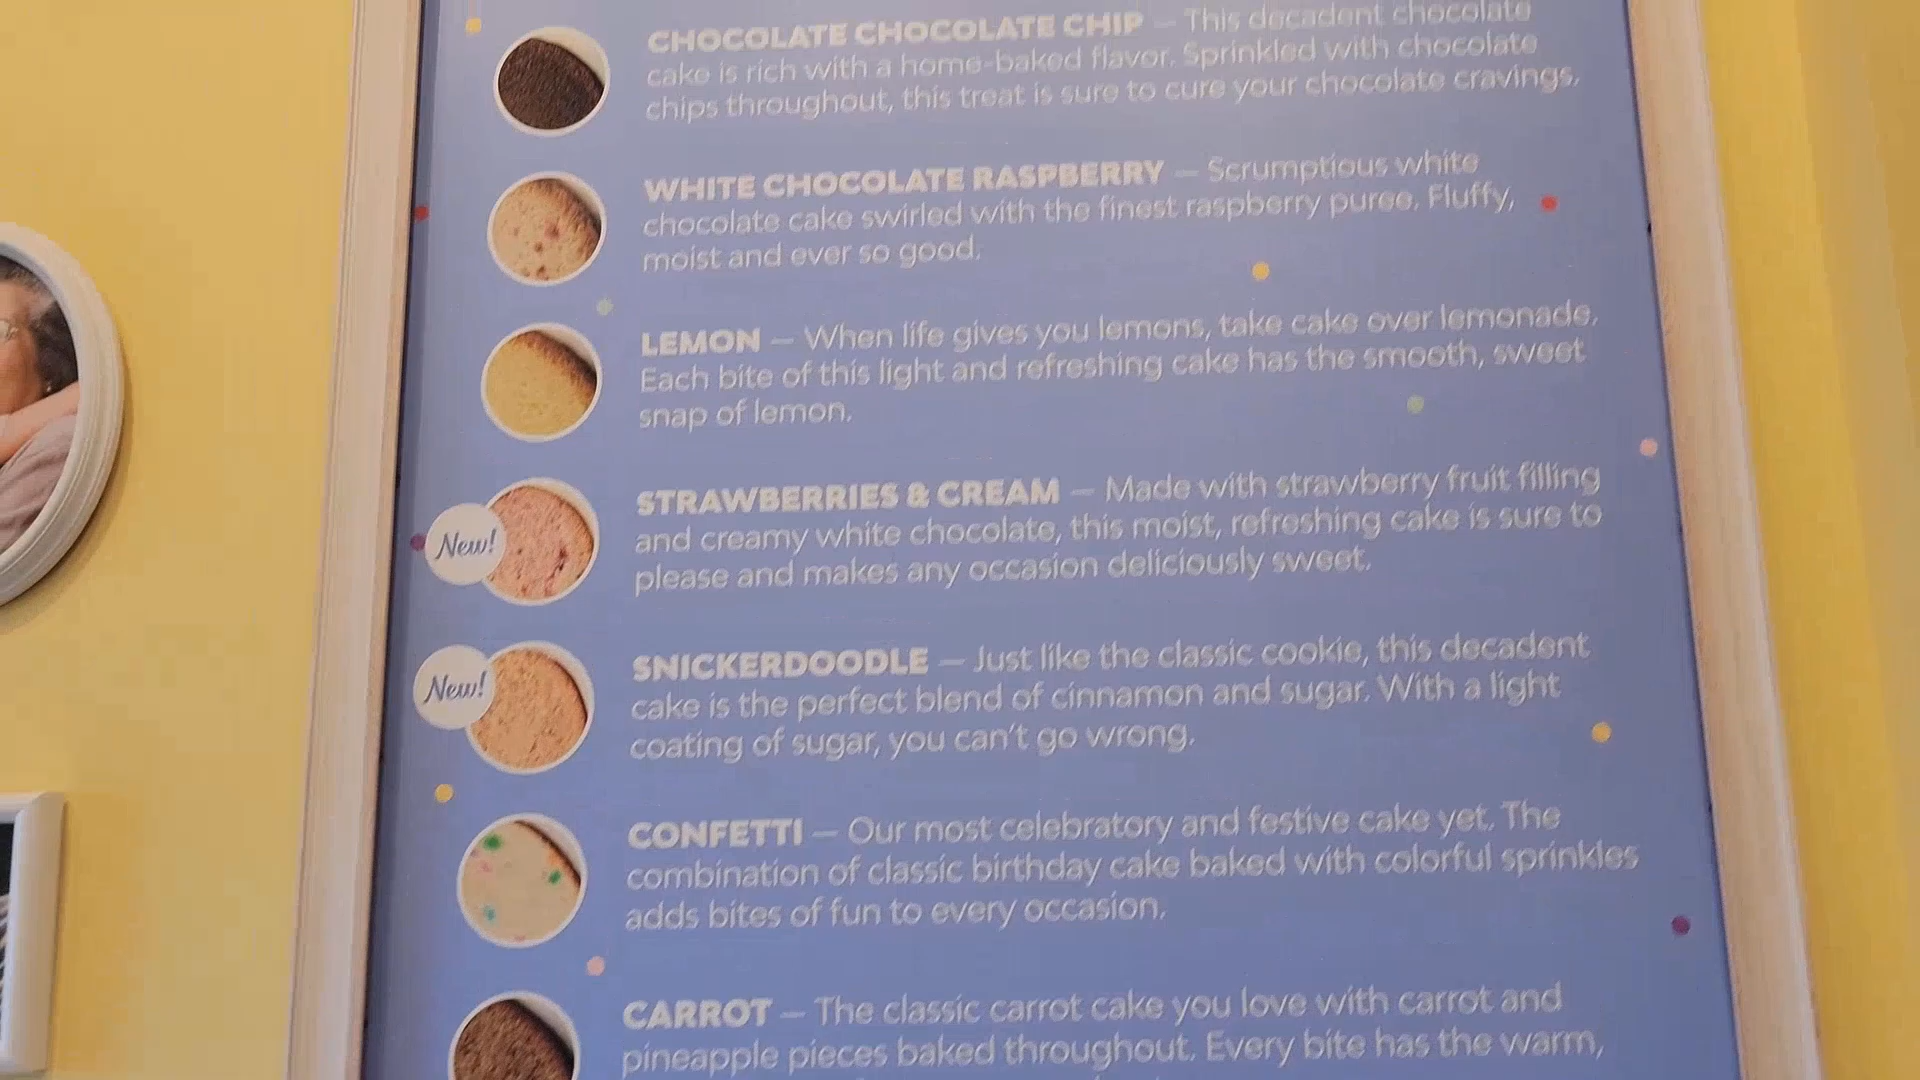 CHOCOLATE CHOCOLATE CHIP — This decadent chocolate
cake is rich with a home-baked flavor. Sprinkled with chocolate
chips throughout, this treat is sure to cure your chocolate cravings.
WHITE CHOCOLATE RASPBERRY — Scrumptious white
chocolate cake swirled with the finest raspberry puree. Fluffy,
moist and ever so good.
LEMON — When life gives you lemons, take cake over lemonade.
Each bite of this light and refreshing cake has the smooth, sweet
snap of lemon.
New!
STRAWBERRIES & CREAM — Made with strawberry fruit filling
and creamy white chocolate, this moist, refreshing cake is sure to
please and makes any occasion deliciously sweet.
New!
SNICKERDOODLE — Just like the classic cookie, this decadent
cake is the perfect blend of cinnamon and sugar. With a light
coating of sugar, you can't go wrong.
CONFETTI — Our most celebratory and festive cake yet. The
combination of classic birthday cake baked with colorful sprinkles
adds bites of fun to every occasion.
CARROT — The classic carrot cake you love with carrot and
pineapple pieces baked throughout. Every bite has the warm,